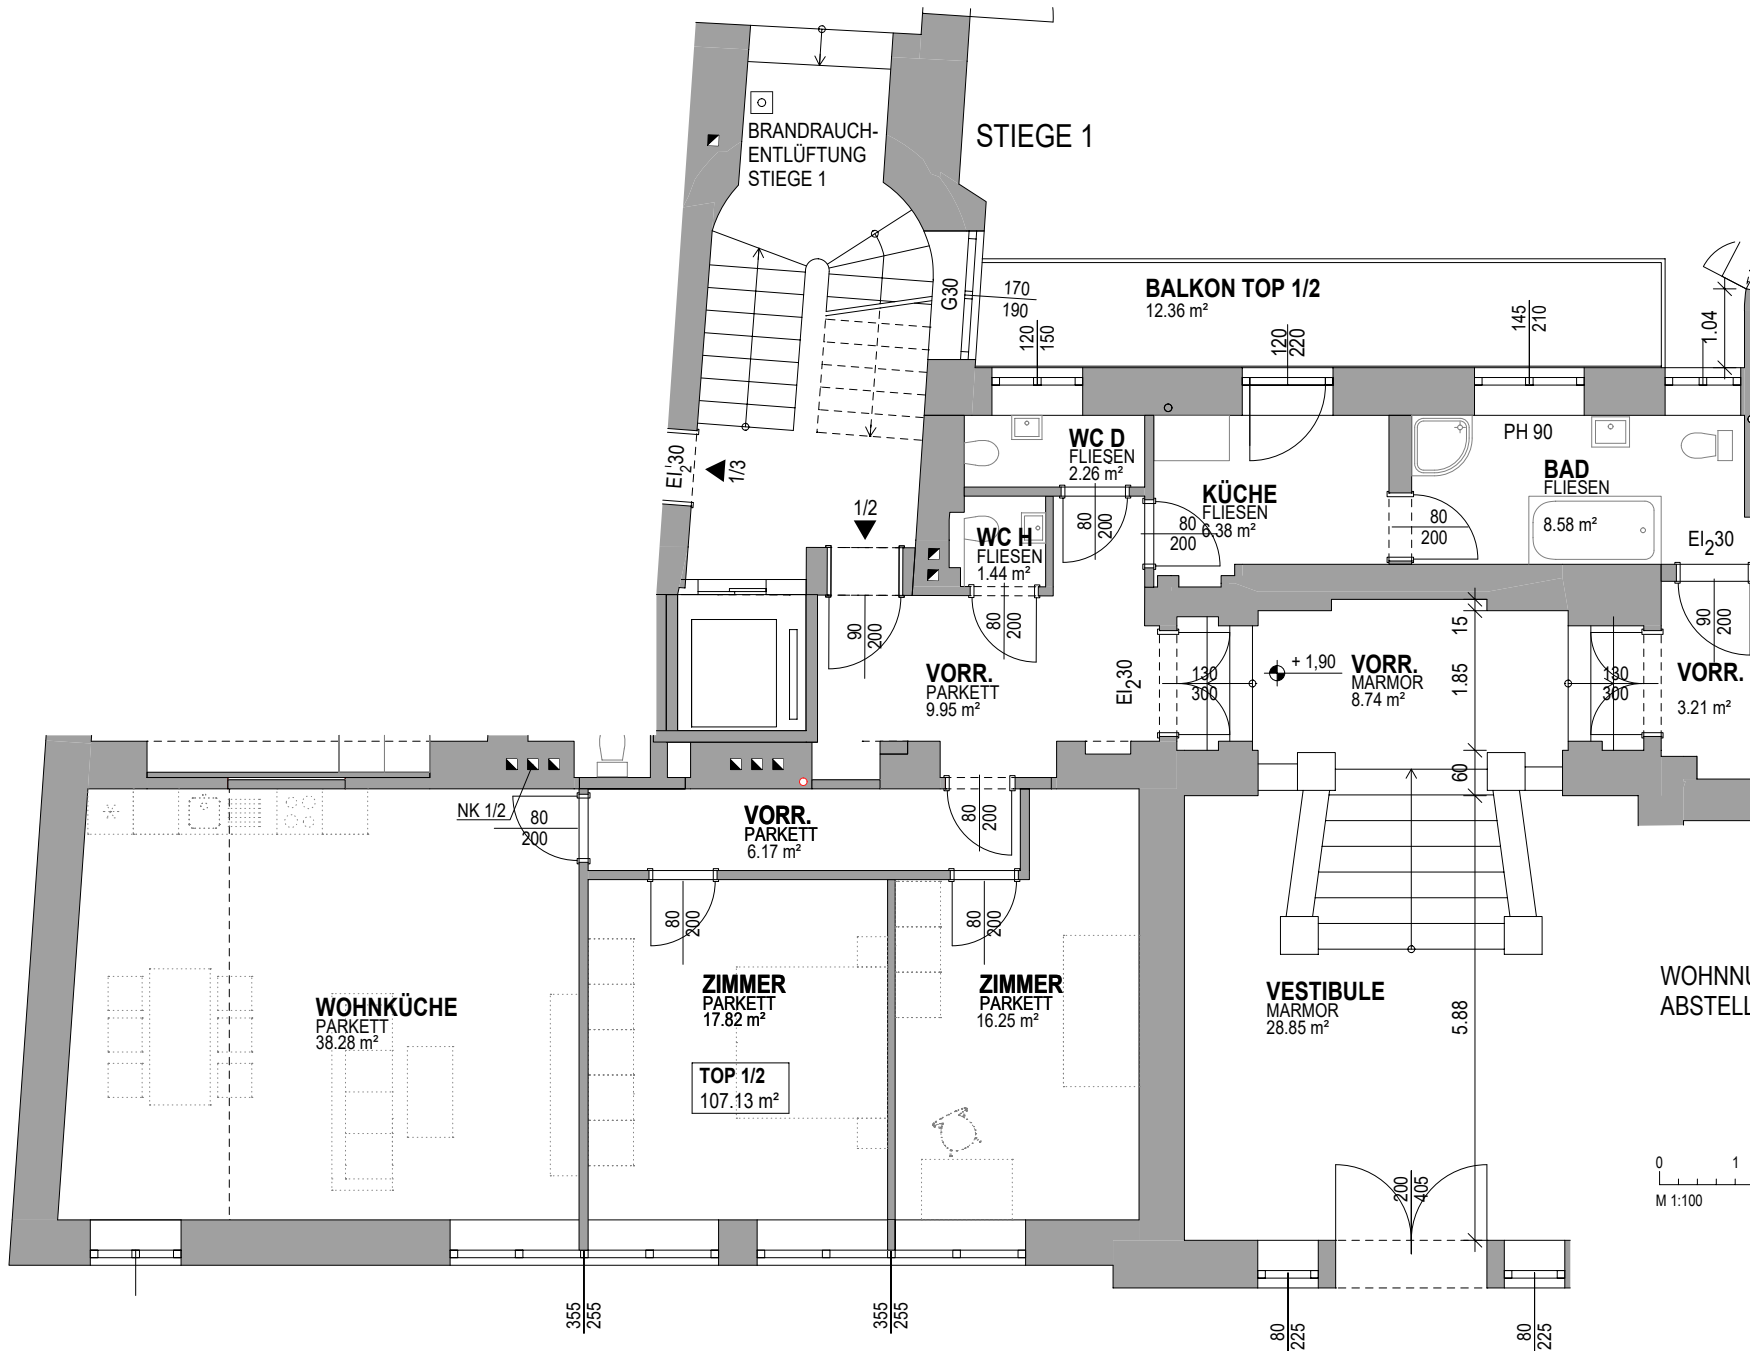 BRANDRAUCH-
ENTLÜFTUNG
STIEGE 1
STIEGE 1
G30
170
190
120
150
BALKON TOP 1/2
12.36 m²
120
220
145
210
1.04
EI₂30
1/3
1/2
WC D
FLIESEN
2.26 m²
80
200
WC H
FLIESEN
1.44 m²
80
200
KÜCHE
FLIESEN
6.38 m²
80
200
PH 90
BAD
FLIESEN
8.58 m²
80
200
EI₂30
90
200
90
200
VORR.
PARKETT
9.95 m²
EI₂30
130
300
+ 1,90
VORR.
MARMOR
8.74 m²
15
1.85
60
130
300
VORR.
3.21 m²
NK 1/2
80
200
VORR.
PARKETT
6.17 m²
80
200
80
200
80
200
WOHNKÜCHE
PARKETT
38.28 m²
ZIMMER
PARKETT
17.82 m²
TOP 1/2
107.13 m²
ZIMMER
PARKETT
16.25 m²
VESTIBULE
MARMOR
28.85 m²
5.88
WOHNNU
ABSTELL
200
405
0 1
M 1:100
355
255
355
255
80
225
80
225